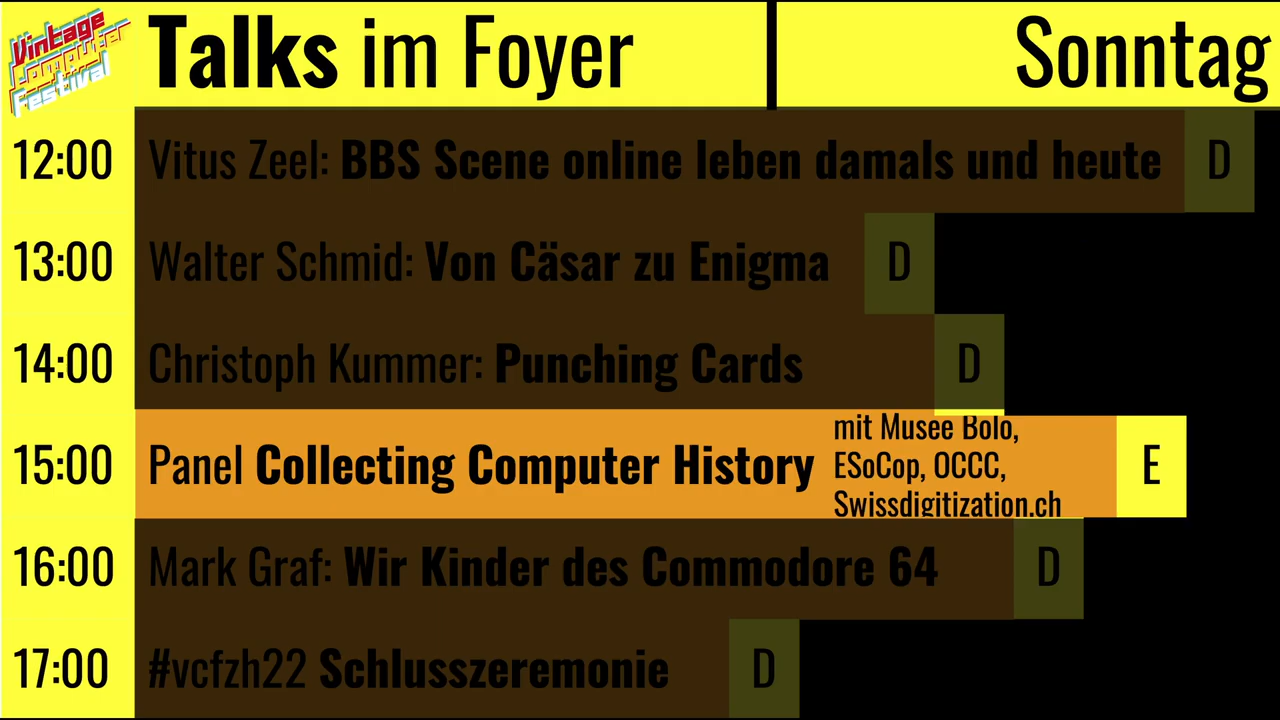 Vintage
Computer
Festival
Talks im Foyer
Sonntag
12:00 Vitus Zeel: BBS Scene online leben damals und heute D
13:00 Walter Schmid: Von Cäsar zu Enigma D
14:00 Christoph Kummer: Punching Cards D
15:00 Panel Collecting Computer History
mit Musee Bolo,
ESoCop, OCCC,
Swissdigitization.ch
E
16:00 Mark Graf: Wir Kinder des Commodore 64 D
17:00 #vcfzh22 Schlusszeremonie D